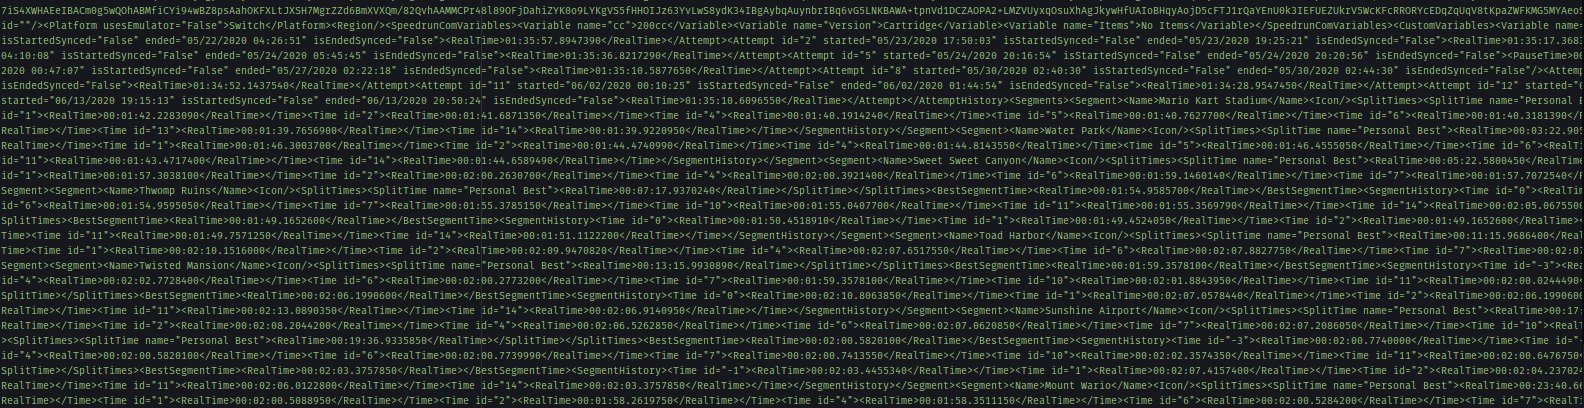 7iS4XWHAEeIBACm0g5wQOhABMfiCYi94wBZ8psAahOKFXLtJXSH7MgrZZd6BmXVXQm/82QvhAMMCPr48l89OFjDahiZYK0o9LYKgVS5fHHOIJz63YvLwS8ydK34IBgAybqAuynbrIBq6vG5LNKBAWA+tpnVd1DCZAOPA2+LMZVUyxqOsuXhAgJkywHfUAIoBHqyAojD5cFTJ1rQaYEnU0k3IEFUEZUkrV5WcKFcRRORYcEDqZqUqV8tKpaZWFKMG5MYAeoS
7"/><Platform usesEmulator="False">Switch</Platform><Region/><SpeedrunComVariables><Variable name="cc">200cc</Variable><Variable name="Version">Cartridge</Variable><Variable name="Items">No Items</Variable></SpeedrunComVariables><CustomVariables><Variable
isStartedSynced="False" ended="05/22/2020 04:26:51" isEndedSynced="False"><RealTime>01:35:57.8947390</RealTime></Attempt><Attempt id="2" started="05/23/2020 17:50:03" isStartedSynced="False" ended="05/23/2020 19:25:21" isEndedSynced="False"><RealTime>01:35:17.3683
04:10:08" isStartedSynced="False" ended="05/24/2020 05:45:45" isEndedSynced="False"><RealTime>01:35:36.8217290</RealTime></Attempt><Attempt id="5" started="05/24/2020 20:16:54" isStartedSynced="False" ended="05/24/2020 20:20:56" isEndedSynced="False"><PauseTime>00
2020 00:47:07" isStartedSynced="False" ended="05/27/2020 02:22:18" isEndedSynced="False"><RealTime>01:35:10.5877650</RealTime></Attempt><Attempt id="8" started="05/30/2020 02:40:30" isStartedSynced="False" ended="05/30/2020 02:44:30" isEndedSynced="False"/><Attemp
isEndedSynced="False"><RealTime>01:34:52.1437540</RealTime></Attempt><Attempt id="11" started="06/02/2020 00:10:25" isStartedSynced="False" ended="06/02/2020 01:44:54" isEndedSynced="False"><RealTime>01:34:28.9547450</RealTime></Attempt><Attempt id="12" started="0
started="06/13/2020 19:15:13" isStartedSynced="False" ended="06/13/2020 20:50:24" isEndedSynced="False"><RealTime>01:35:10.6096550</RealTime></Attempt></AttemptHistory><Segments><Segment><Name>Mario Kart Stadium</Name><Icon/><SplitTimes><SplitTime name="Personal B
id="1"><RealTime>00:01:42.2283090</RealTime></Time><Time id="2"><RealTime>00:01:41.6871350</RealTime></Time><Time id="4"><RealTime>00:01:40.1914240</RealTime></Time><Time id="5"><RealTime>00:01:40.7627700</RealTime></Time><Time id="6"><RealTime>00:01:40.3181390</R
RealTime></Time><Time id="13"><RealTime>00:01:39.7656900</RealTime></Time><Time id="14"><RealTime>00:01:39.9220950</RealTime></Time></SegmentHistory></Segment><Segment><Name>Water Park</Name><Icon/><SplitTimes><SplitTime name="Personal Best"><RealTime>00:03:22.905
RealTime></Time><Time id="1"><RealTime>00:01:46.3003700</RealTime></Time><Time id="2"><RealTime>00:01:44.4740990</RealTime></Time><Time id="4"><RealTime>00:01:44.8143550</RealTime></Time><Time id="5"><RealTime>00:01:46.4555050</RealTime></Time><Time id="6"><RealTi
id="11"><RealTime>00:01:43.4717400</RealTime></Time><Time id="14"><RealTime>00:01:44.6589490</RealTime></Time></SegmentHistory></Segment><Segment><Name>Sweet Sweet Canyon</Name><Icon/><SplitTimes><SplitTime name="Personal Best"><RealTime>00:05:22.5800450</RealTime
id="1"><RealTime>00:01:57.3038100</RealTime></Time><Time id="2"><RealTime>00:02:00.2630700</RealTime></Time><Time id="4"><RealTime>00:02:00.3921400</RealTime></Time><Time id="6"><RealTime>00:01:59.1460140</RealTime></Time><Time id="7"><RealTime>00:01:57.7072540</R
Segment><Segment><Name>Thwomp Ruins</Name><Icon/><SplitTimes><SplitTime name="Personal Best"><RealTime>00:07:17.9370240</RealTime></SplitTime></SplitTimes><BestSegmentTime><RealTime>00:01:54.9585700</RealTime></BestSegmentTime><SegmentHistory><Time id="0"><RealTim
id="6"><RealTime>00:01:54.9595050</RealTime></Time><Time id="7"><RealTime>00:01:55.3785150</RealTime></Time><Time id="10"><RealTime>00:01:55.0407700</RealTime></Time><Time id="11"><RealTime>00:01:55.3569790</RealTime></Time><Time id="14"><RealTime>00:02:05.0675500
SplitTimes><BestSegmentTime><RealTime>00:01:49.1652600</RealTime></BestSegmentTime><SegmentHistory><Time id="0"><RealTime>00:01:50.4518910</RealTime></Time><Time id="1"><RealTime>00:01:49.4524050</RealTime></Time><Time id="2"><RealTime>00:01:49.1652600</RealTime></
Time><Time id="11"><RealTime>00:01:49.7571250</RealTime></Time><Time id="14"><RealTime>00:01:51.1122200</RealTime></Time></SegmentHistory></Segment><Segment><Name>Toad Harbor</Name><Icon/><SplitTimes><SplitTime name="Personal Best"><RealTime>00:11:15.9686400</Real
Time><Time id="1"><RealTime>00:02:10.1516000</RealTime></Time><Time id="2"><RealTime>00:02:09.9470820</RealTime></Time><Time id="4"><RealTime>00:02:07.6517550</RealTime></Time><Time id="6"><RealTime>00:02:07.8827750</RealTime></Time><Time id="7"><RealTime>00:02:07
Segment><Segment><Name>Twisted Mansion</Name><Icon/><SplitTimes><SplitTime name="Personal Best"><RealTime>00:13:15.9930890</RealTime></SplitTime></SplitTimes><BestSegmentTime><RealTime>00:01:59.3578100</RealTime></BestSegmentTime><SegmentHistory><Time id="-3"><Real
id="4"><RealTime>00:02:02.7728400</RealTime></Time><Time id="6"><RealTime>00:02:00.2773200</RealTime></Time><Time id="7"><RealTime>00:01:59.3578100</RealTime></Time><Time id="10"><RealTime>00:02:01.8843950</RealTime></Time><Time id="11"><RealTime>00:02:00.0244490<
SplitTime></SplitTimes><BestSegmentTime><RealTime>00:02:06.1990600</RealTime></BestSegmentTime><SegmentHistory><Time id="0"><RealTime>00:02:10.8063850</RealTime></Time><Time id="1"><RealTime>00:02:07.0578440</RealTime></Time><Time id="2"><RealTime>00:02:06.1990600
RealTime></Time><Time id="11"><RealTime>00:02:13.0890350</RealTime></Time><Time id="14"><RealTime>00:02:06.9140950</RealTime></Time></SegmentHistory></Segment><Segment><Name>Sunshine Airport</Name><Icon/><SplitTimes><SplitTime name="Personal Best"><RealTime>00:17:
Time><Time id="2"><RealTime>00:02:08.2044200</RealTime></Time><Time id="4"><RealTime>00:02:06.5262850</RealTime></Time><Time id="6"><RealTime>00:02:07.0620850</RealTime></Time><Time id="7"><RealTime>00:02:07.2086050</RealTime></Time><Time id="10"><RealTime>
><SplitTimes><SplitTime name="Personal Best"><RealTime>00:19:36.9335850</RealTime></SplitTime></SplitTimes><BestSegmentTime><RealTime>00:02:00.5820100</RealTime></BestSegmentTime><SegmentHistory><Time id="-3"><RealTime>00:02:00.7740000</RealTime></Time><Time id="-
id="4"><RealTime>00:02:00.5820100</RealTime></Time><Time id="6"><RealTime>00:02:00.7739990</RealTime></Time><Time id="7"><RealTime>00:02:00.7413550</RealTime></Time><Time id="10"><RealTime>00:02:02.3574350</RealTime></Time><Time id="11"><RealTime>00:02:00.6476750
RealTime>00:02:03.3757850</RealTime></BestSegmentTime><SegmentHistory><Time id="-1"><RealTime>00:02:03.4455340</RealTime></Time><Time id="1"><RealTime>00:02:07.4157400</RealTime></Time><Time id="2"><RealTime>00:02:04.237024
RealTime></Time><Time id="11"><RealTime>00:02:06.0122800</RealTime></Time><Time id="14"><RealTime>00:02:03.3757850</RealTime></Time></SegmentHistory></Segment><Segment><Name>Mount Wario</Name><Icon/><SplitTimes><SplitTime name="Personal Best"><RealTime>00:23:40.66
RealTime></Time><Time id="1"><RealTime>00:02:00.5088950</RealTime></Time><Time id="2"><RealTime>00:01:58.2619750</RealTime></Time><Time id="4"><RealTime>00:01:58.3511150</RealTime></Time><Time id="6"><RealTime>00:02:00.5284200</RealTime></Time><Time id="7"><RealTi